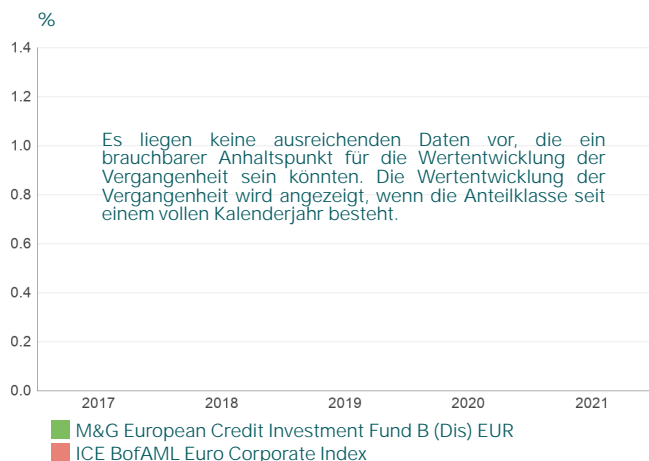 %
1.4
1.2
1.0
0.8
0.6
0.4
0.2
0.0
Es liegen keine ausreichenden Daten vor, die ein
brauchbarer Anhaltspunkt für die Wertentwicklung der
Vergangenheit sein könnten. Die Wertentwicklung der
Vergangenheit wird angezeigt, wenn die Anteilklasse seit
einem vollen Kalenderjahr besteht.
2017 2018 2019 2020 2021
M&G European Credit Investment Fund B (Dis) EUR
ICE BofAML Euro Corporate Index